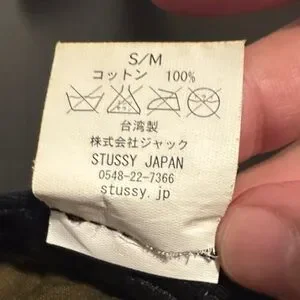 S/M
コットン 100%
台湾製
株式会社ジャック
STUSSY JAPAN
0548-22-7366
stussy.jp